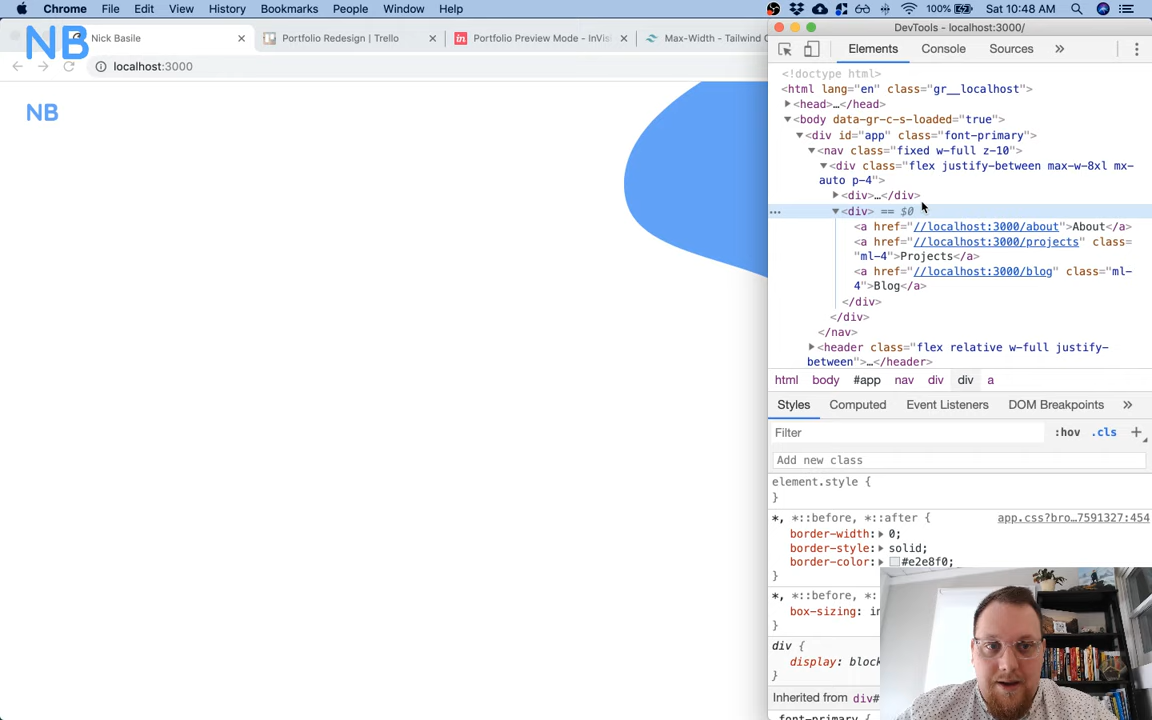 Chrome File Edit View History Bookmarks People Window Help 100% Sat 10:48 AM
NB
Nick Basile
Portfolio Redesign | Trello
Portfolio Preview Mode - InVis
Max-Width - Tailwind C
localhost:3000
NB
DevTools - localhost:3000/
Elements Console Sources »
<!doctype html>
<html lang="en" class="gr__localhost">
<head>…</head>
<body data-gr-c-s-loaded="true">
<div id="app" class="font-primary">
<nav class="fixed w-full z-10">
<div class="flex justify-between max-w-8xl mx-
auto p-4">
<div>…</div>
… <div> == $0
<a href="//localhost:3000/about">About</a>
<a href="//localhost:3000/projects" class=
"ml-4">Projects</a>
<a href="//localhost:3000/blog" class="ml-
4">Blog</a>
</div>
</div>
</nav>
<header class="flex relative w-full justify-
between">…</header>
html body #app nav div div a
Styles Computed Event Listeners DOM Breakpoints »
Filter :hov .cls +
Add new class
element.style {
}
*, *::before, *::after { app.css?bro…7591327:454
border-width: 0;
border-style: solid;
border-color: #e2e8f0;
}
*, *::before, *:
box-sizing: in
}
div {
display: block
}
Inherited from div#
.font-primary {